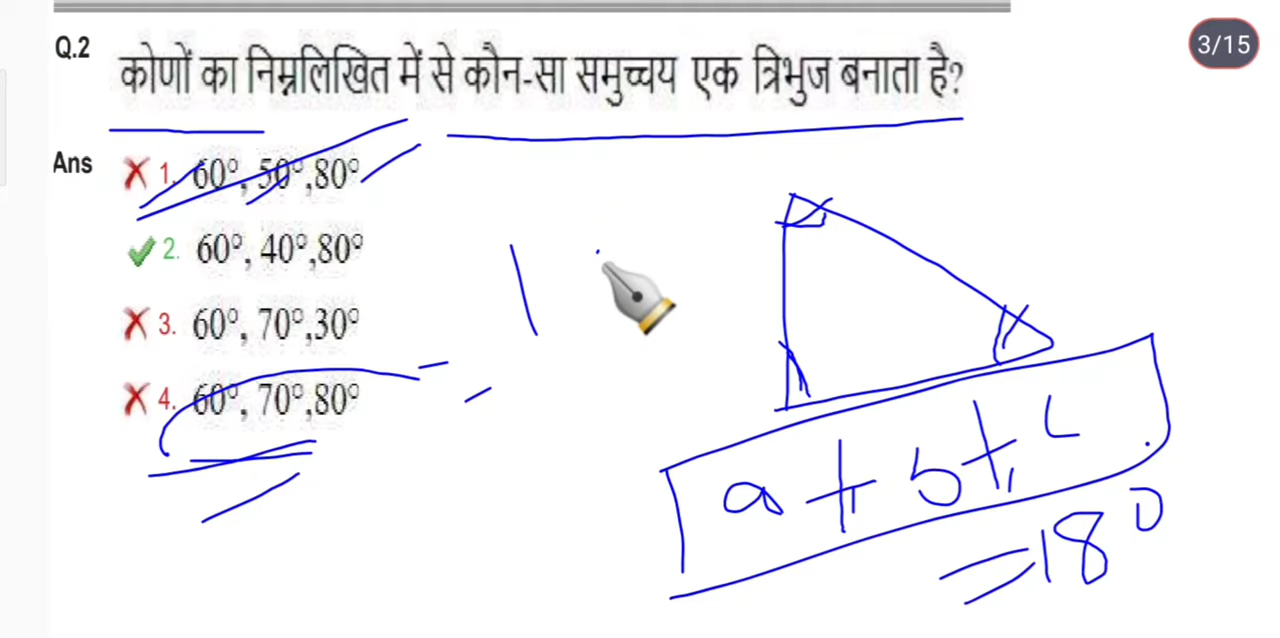 3/15
Q.2 कोणों का निम्नलिखित में से कौन-सा समुच्चय एक त्रिभुज बनाता है?
Ans 1. 60°, 50°,80°
2. 60°, 40°,80°
3. 60°, 70°,30°
4. 60°, 70°,80°
a + b + c
= 180